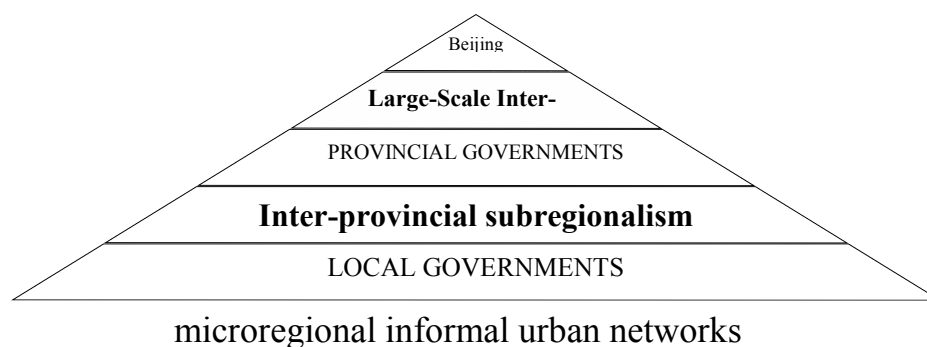 Beijing
Large-Scale Inter-
PROVINCIAL GOVERNMENTS
Inter-provincial subregionalism
LOCAL GOVERNMENTS
microregional informal urban networks